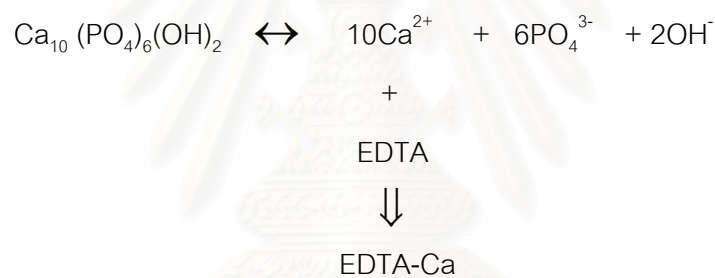 Ca₁₀ (PO₄)₆(OH)₂ ↔ 10Ca²⁺ + 6PO₄³⁻ + 2OH⁻
+
EDTA
⇓
EDTA-Ca